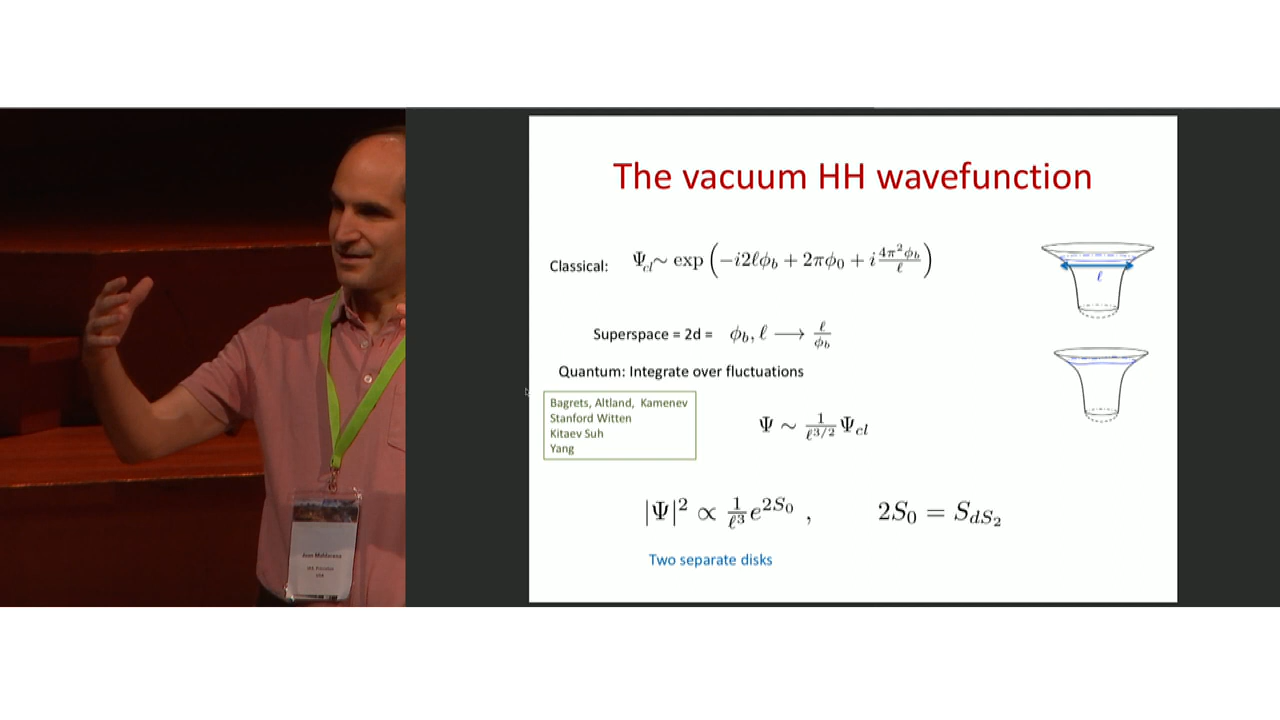 The vacuum HH wavefunction
Classical: Ψ_cl ~ exp(−i2ℓϕ_b + 2πϕ_0 + i 4π²ϕ_b/ℓ)
ℓ
Superspace = 2d = ϕ_b, ℓ ⟶ ℓ/ϕ_b
Quantum: Integrate over fluctuations
Bagrets, Altland, Kamenev
Stanford Witten
Kitaev Suh
Yang
Ψ ~ 1/ℓ^{3/2} Ψ_cl
|Ψ|² ∝ 1/ℓ³ e^{2S_0} , 2S_0 = S_{dS_2}
Two separate disks